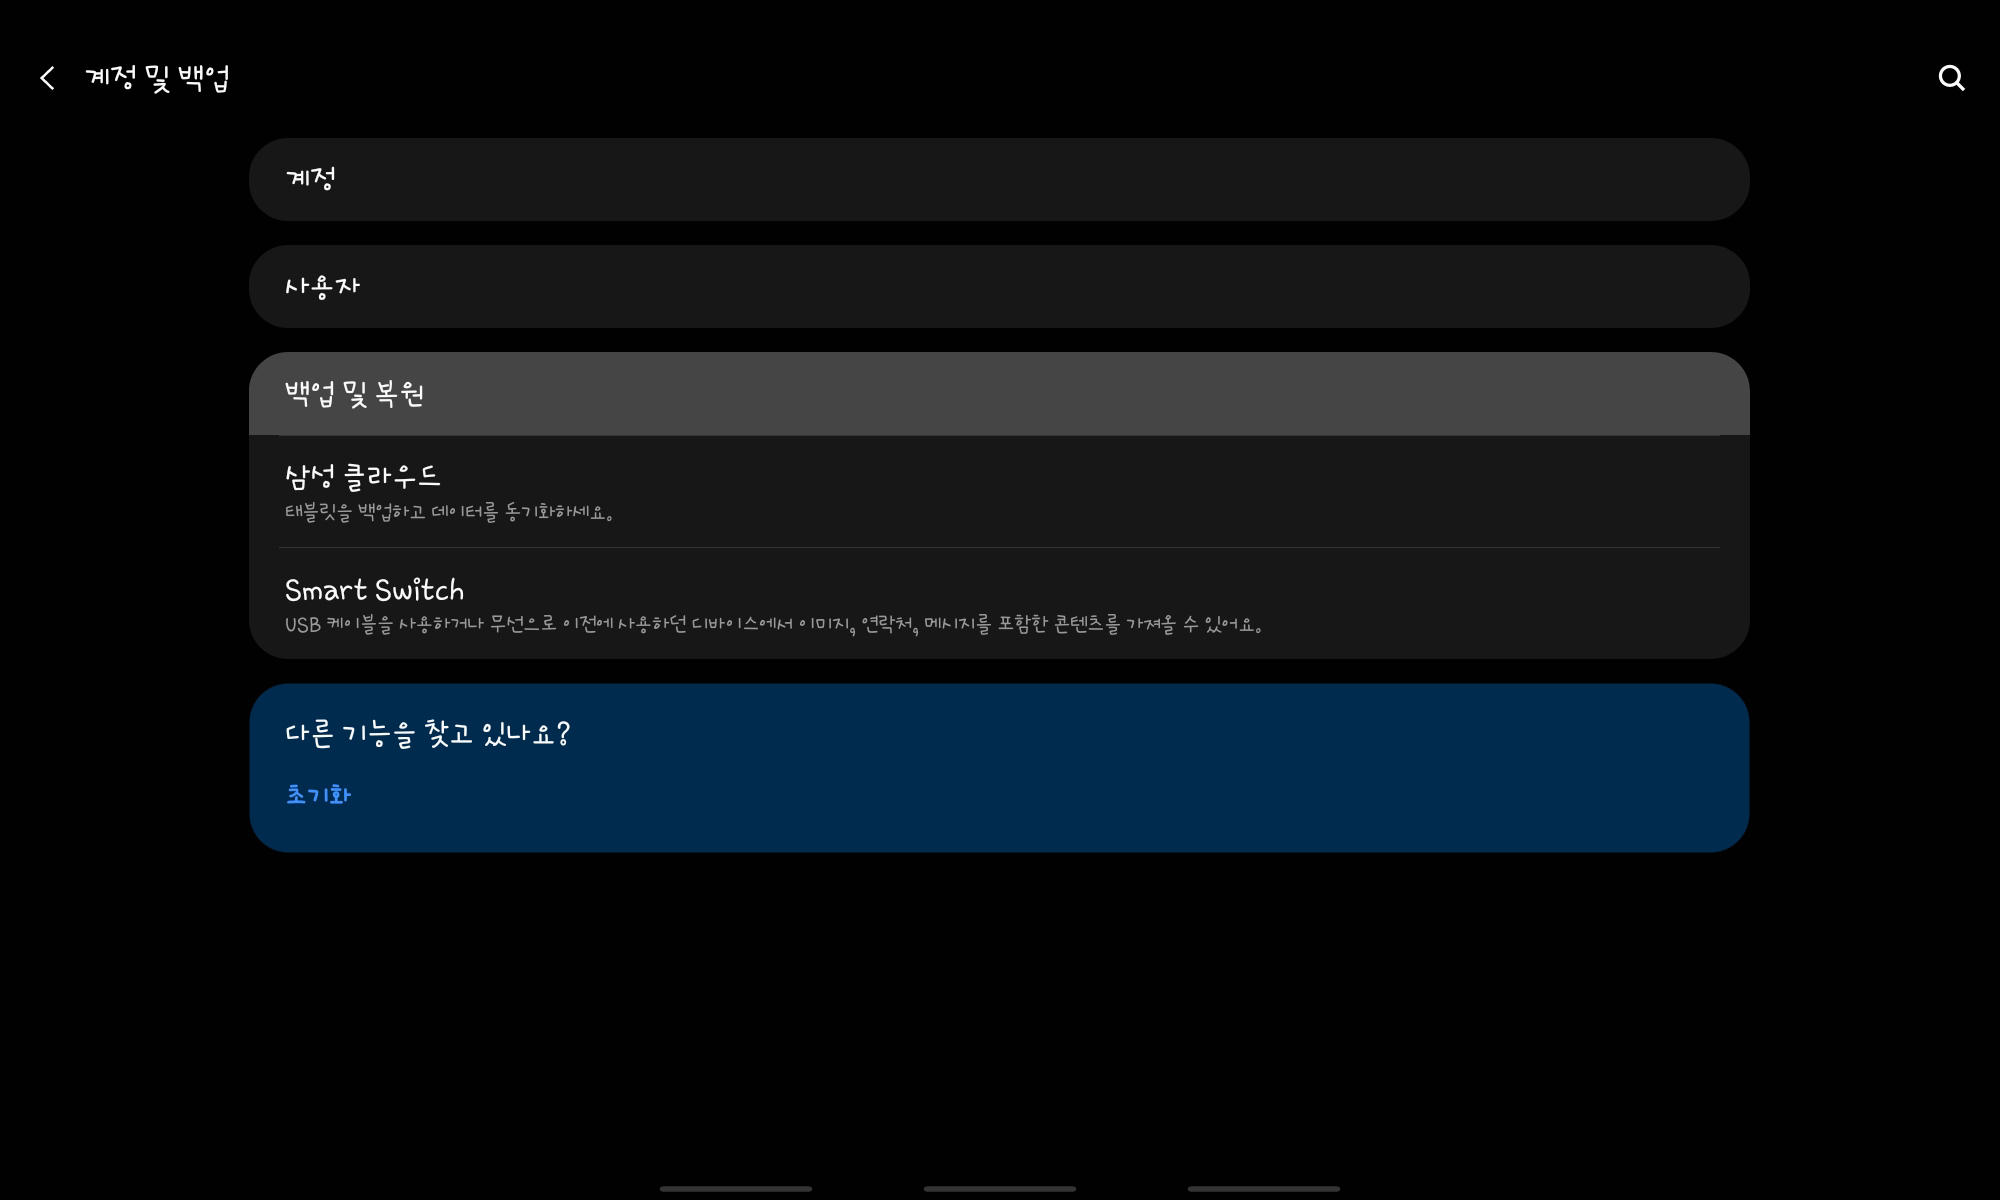 계정 및 백업
계정
사용자
백업 및 복원
삼성 클라우드
태블릿을 백업하고 데이터를 동기화하세요.
Smart Switch
USB 케이블을 사용하거나 무선으로 이전에 사용하던 디바이스에서 이미지, 연락처, 메시지를 포함한 콘텐츠를 가져올 수 있어요.
다른 기능을 찾고 있나요?
초기화